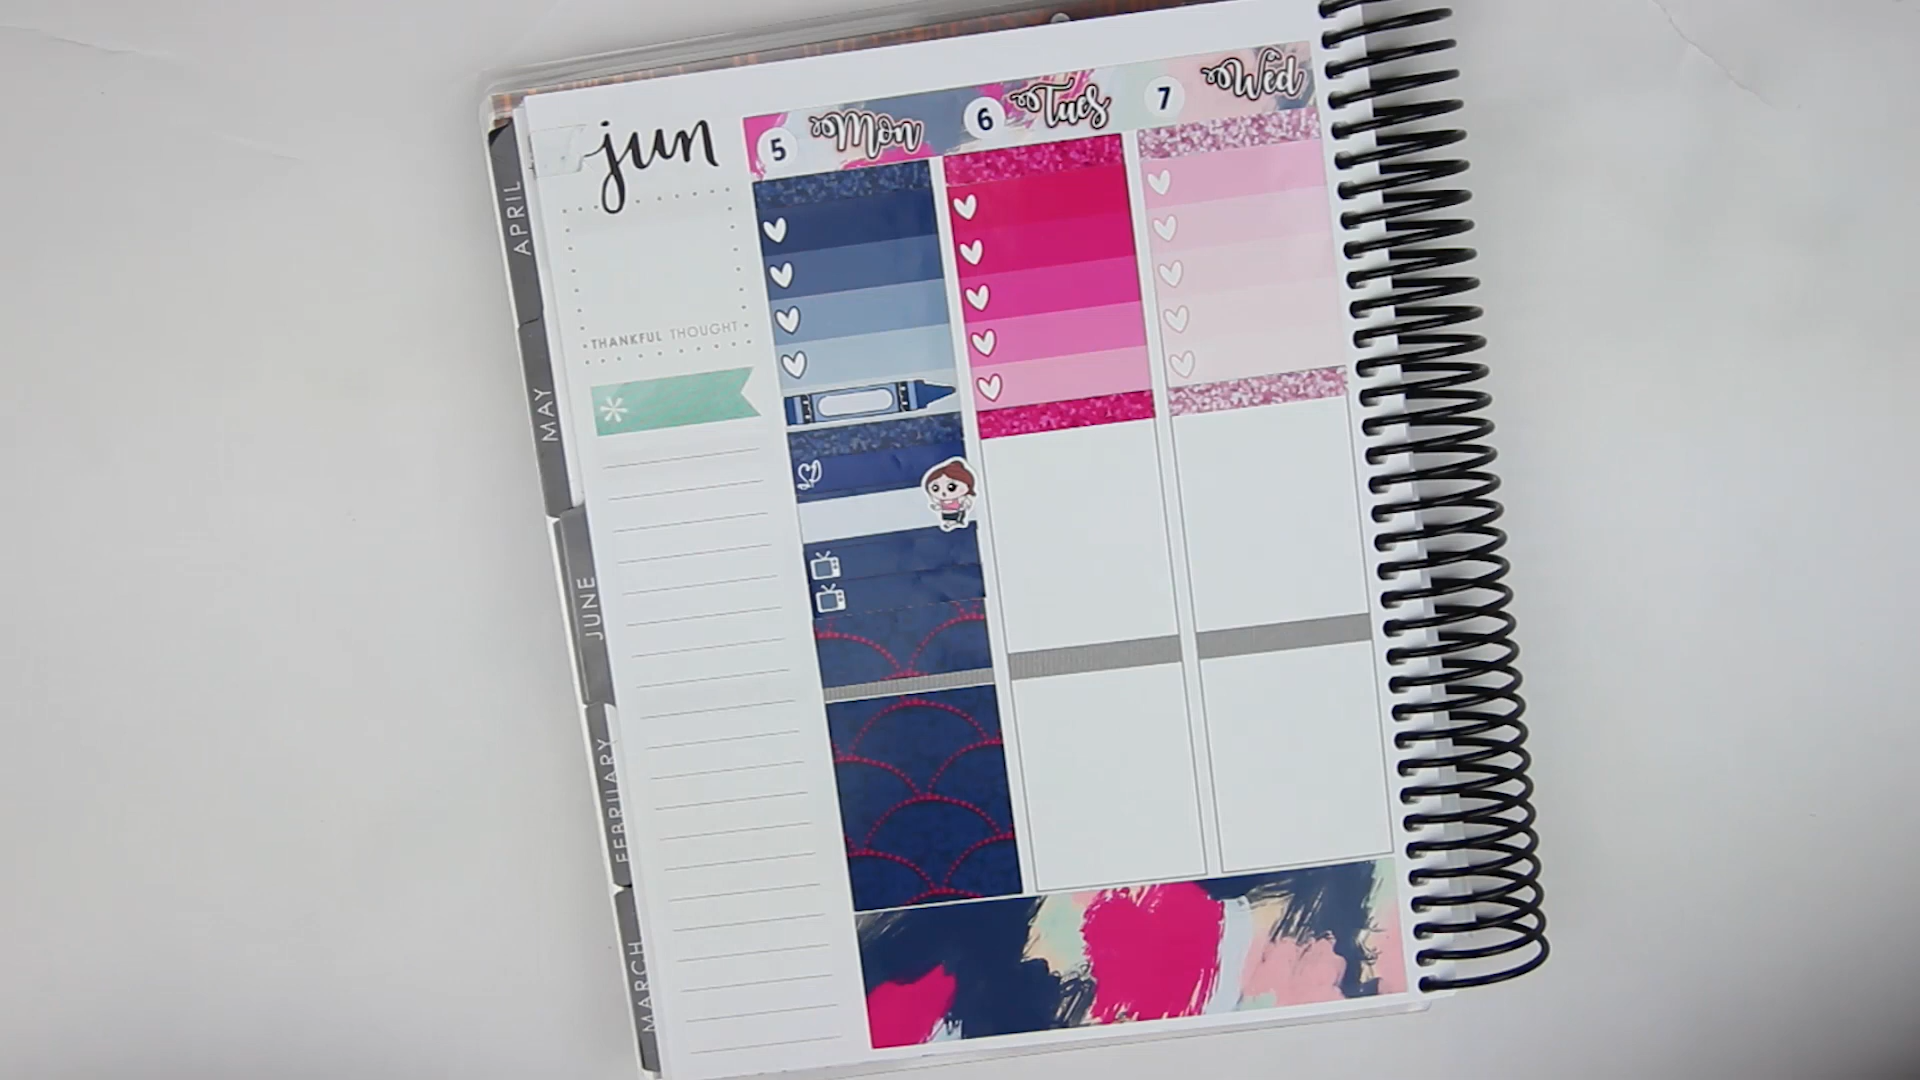 jun
5 Mon
6 Tues
7 Wed
THANKFUL THOUGHT
APRIL
MAY
JUNE
FEBRUARY
MARCH